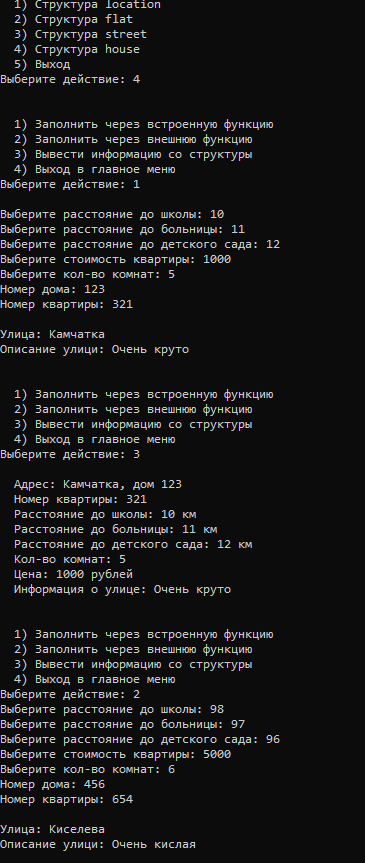 1) Структура location
2) Структура flat
3) Структура street
4) Структура house
5) Выход
Выберите действие: 4
1) Заполнить через встроенную функцию
2) Заполнить через внешнюю функцию
3) Вывести информацию со структуры
4) Выход в главное меню
Выберите действие: 1
Выберите расстояние до школы: 10
Выберите расстояние до больницы: 11
Выберите расстояние до детского сада: 12
Выберите стоимость квартиры: 1000
Выберите кол-во комнат: 5
Номер дома: 123
Номер квартиры: 321
Улица: Камчатка
Описание улици: Очень круто
1) Заполнить через встроенную функцию
2) Заполнить через внешнюю функцию
3) Вывести информацию со структуры
4) Выход в главное меню
Выберите действие: 3
Адрес: Камчатка, дом 123
Номер квартиры: 321
Расстояние до школы: 10 км
Расстояние до больницы: 11 км
Расстояние до детского сада: 12 км
Кол-во комнат: 5
Цена: 1000 рублей
Информация о улице: Очень круто
1) Заполнить через встроенную функцию
2) Заполнить через внешнюю функцию
3) Вывести информацию со структуры
4) Выход в главное меню
Выберите действие: 2
Выберите расстояние до школы: 98
Выберите расстояние до больницы: 97
Выберите расстояние до детского сада: 96
Выберите стоимость квартиры: 5000
Выберите кол-во комнат: 6
Номер дома: 456
Номер квартиры: 654
Улица: Киселева
Описание улици: Очень кислая